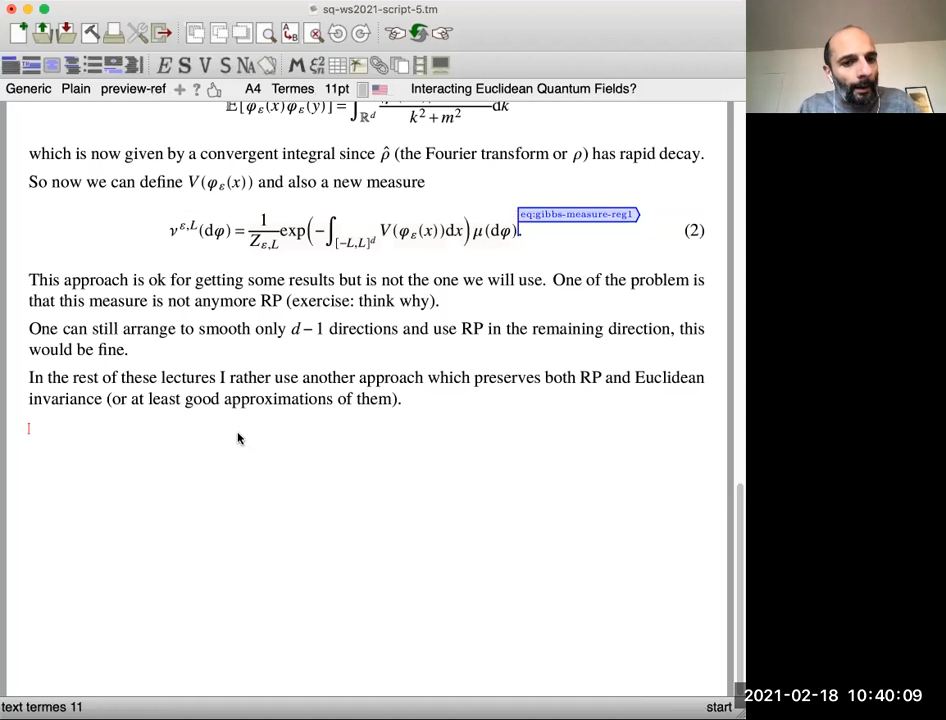 sq-ws2021-script-5.tm
E S V S NA M
Generic Plain preview-ref + ? A4 Termes 11pt Interacting Euclidean Quantum Fields?
𝔼[φ_ε(x)φ_ε(y)] = ∫_{ℝ^d} k²+m² dk
which is now given by a convergent integral since ρ̂ (the Fourier transform or ρ) has rapid decay.
So now we can define V(φ_ε(x)) and also a new measure
eq:gibbs-measure-reg1
ν^{ε,L}(dφ) = 1/Z_{ε,L} exp(−∫_{[−L,L]^d} V(φ_ε(x))dx) μ(dφ). (2)
This approach is ok for getting some results but is not the one we will use. One of the problem is
that this measure is not anymore RP (exercise: think why).
One can still arrange to smooth only d−1 directions and use RP in the remaining direction, this
would be fine.
In the rest of these lectures I rather use another approach which preserves both RP and Euclidean
invariance (or at least good approximations of them).
text termes 11 start
2021-02-18 10:40:09